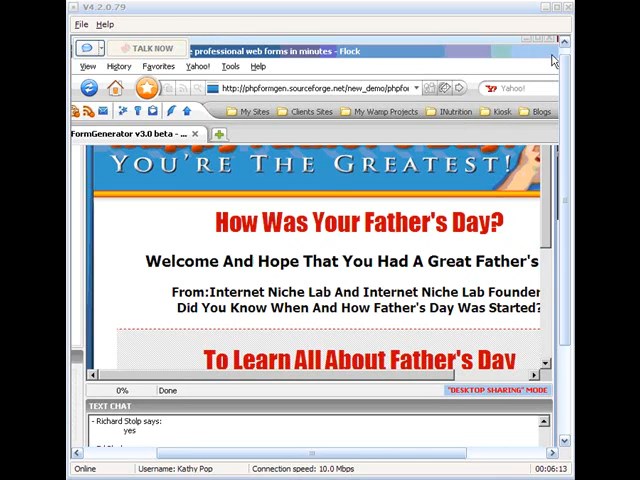 V4.2.0.79
File Help
TALK NOW
e professional web forms in minutes - Flock
View History Favorites Yahoo! Tools Help
http://phpformgen.sourceforge.net/new_demo/phpfor
Yahoo!
My Sites Clients Sites My Wamp Projects INutrition Kiosk Blogs
FormGenerator v3.0 beta - ...
YOU'RE THE GREATEST!
How Was Your Father's Day?
Welcome And Hope That You Had A Great Father's
From:Internet Niche Lab And Internet Niche Lab Founder
Did You Know When And How Father's Day Was Started?
To Learn All About Father's Day
0% Done
"DESKTOP SHARING" MODE
TEXT CHAT
- Richard Stolp says:
yes
Online Username: Kathy Pop Connection speed: 10.0 Mbps 00:06:13